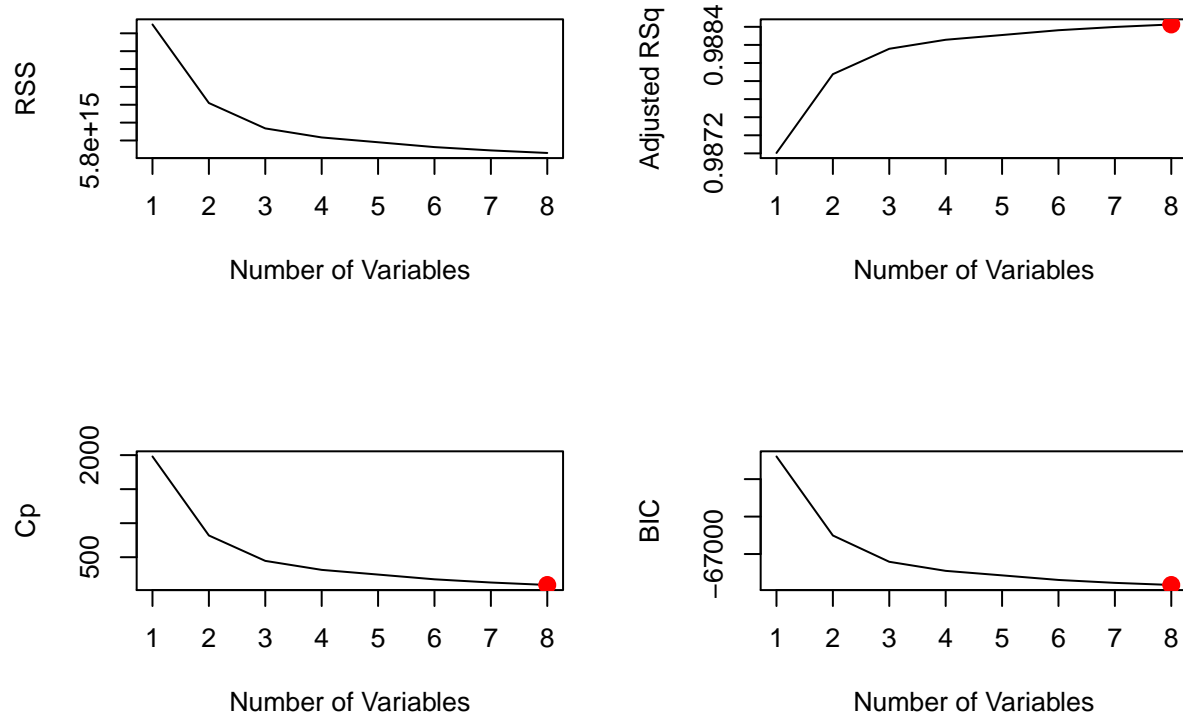 RSS
5.8e+15
1 2 3 4 5 6 7 8
Number of Variables
Adjusted RSq
0.9884
0.9872
1 2 3 4 5 6 7 8
Number of Variables
Cp
2000
500
1 2 3 4 5 6 7 8
Number of Variables
BIC
−67000
1 2 3 4 5 6 7 8
Number of Variables